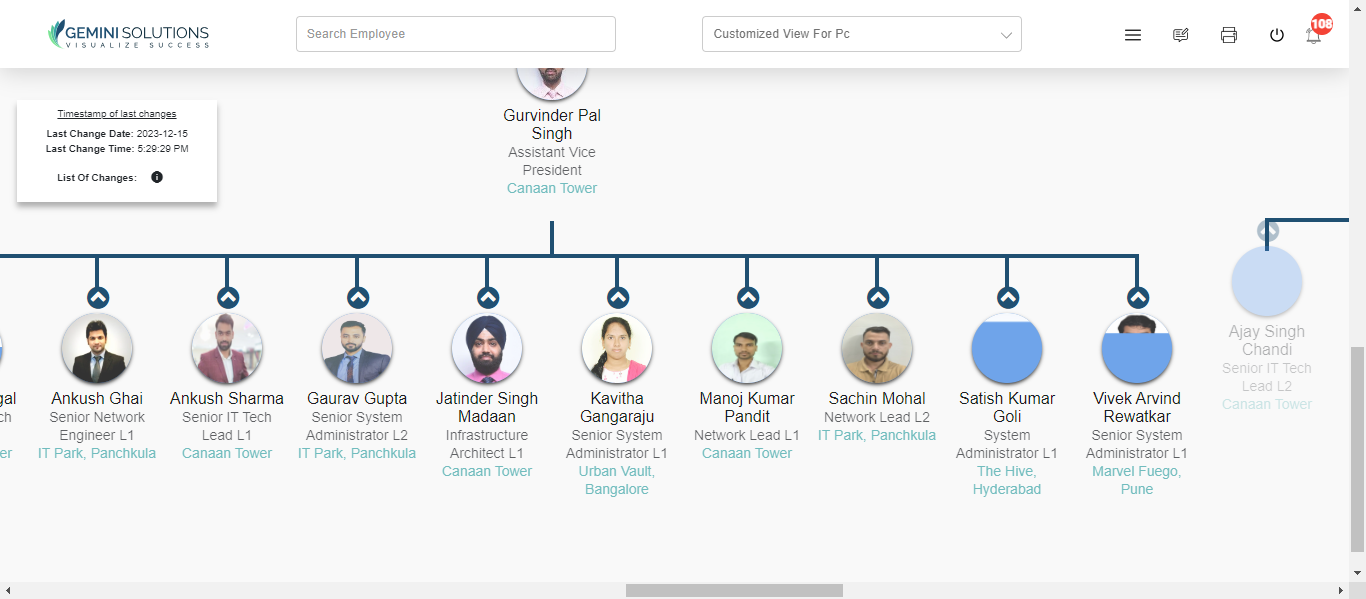 GEMINI SOLUTIONS
VISUALIZE SUCCESS
Search Employee
Customized View For Pc
108
Timestamp of last changes
Last Change Date: 2023-12-15
Last Change Time: 5:29:29 PM
List Of Changes:
Gurvinder Pal
Singh
Assistant Vice
President
Canaan Tower
gal
ch
er
Ankush Ghai
Senior Network
Engineer L1
IT Park, Panchkula
Ankush Sharma
Senior IT Tech
Lead L1
Canaan Tower
Gaurav Gupta
Senior System
Administrator L2
IT Park, Panchkula
Jatinder Singh
Madaan
Infrastructure
Architect L1
Canaan Tower
Kavitha
Gangaraju
Senior System
Administrator L1
Urban Vault,
Bangalore
Manoj Kumar
Pandit
Network Lead L1
Canaan Tower
Sachin Mohal
Network Lead L2
IT Park, Panchkula
Satish Kumar
Goli
System
Administrator L1
The Hive,
Hyderabad
Vivek Arvind
Rewatkar
Senior System
Administrator L1
Marvel Fuego,
Pune
Ajay Singh
Chandi
Senior IT Tech
Lead L2
Canaan Tower